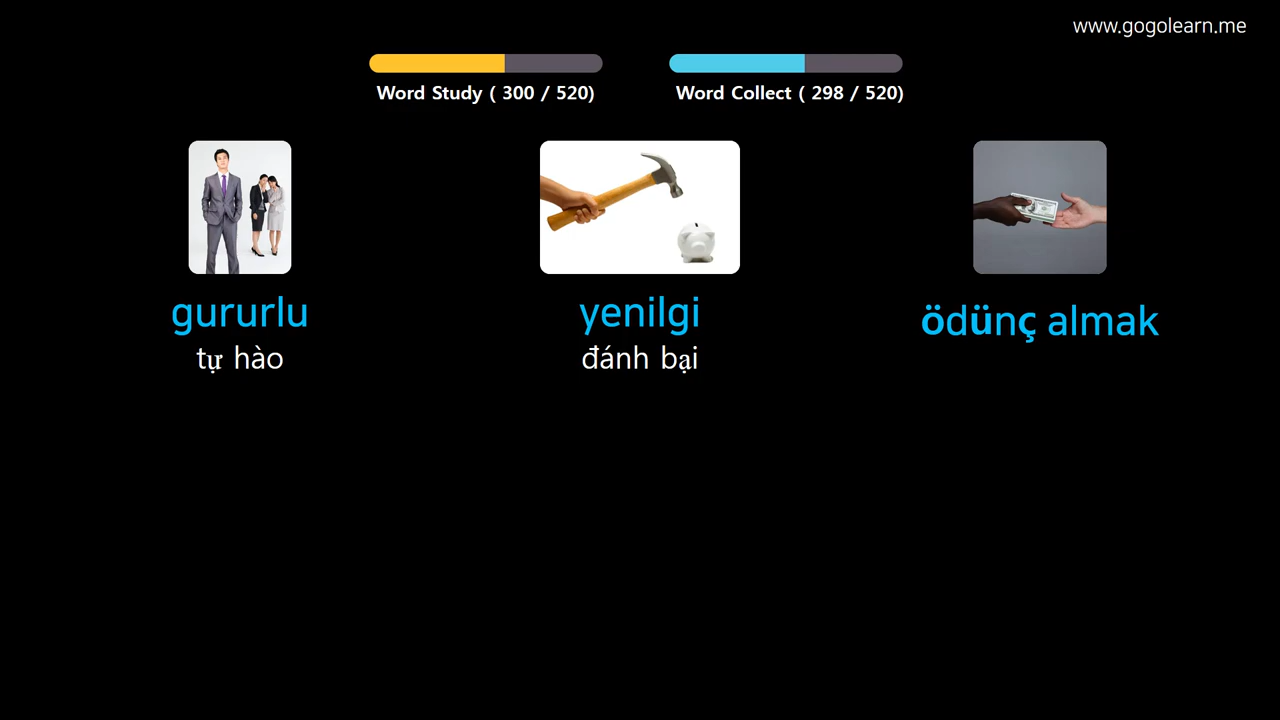 www.gogolearn.me
Word Study ( 300 / 520)
Word Collect ( 298 / 520)
gururlu
tự hào
yenilgi
đánh bại
ödünç almak